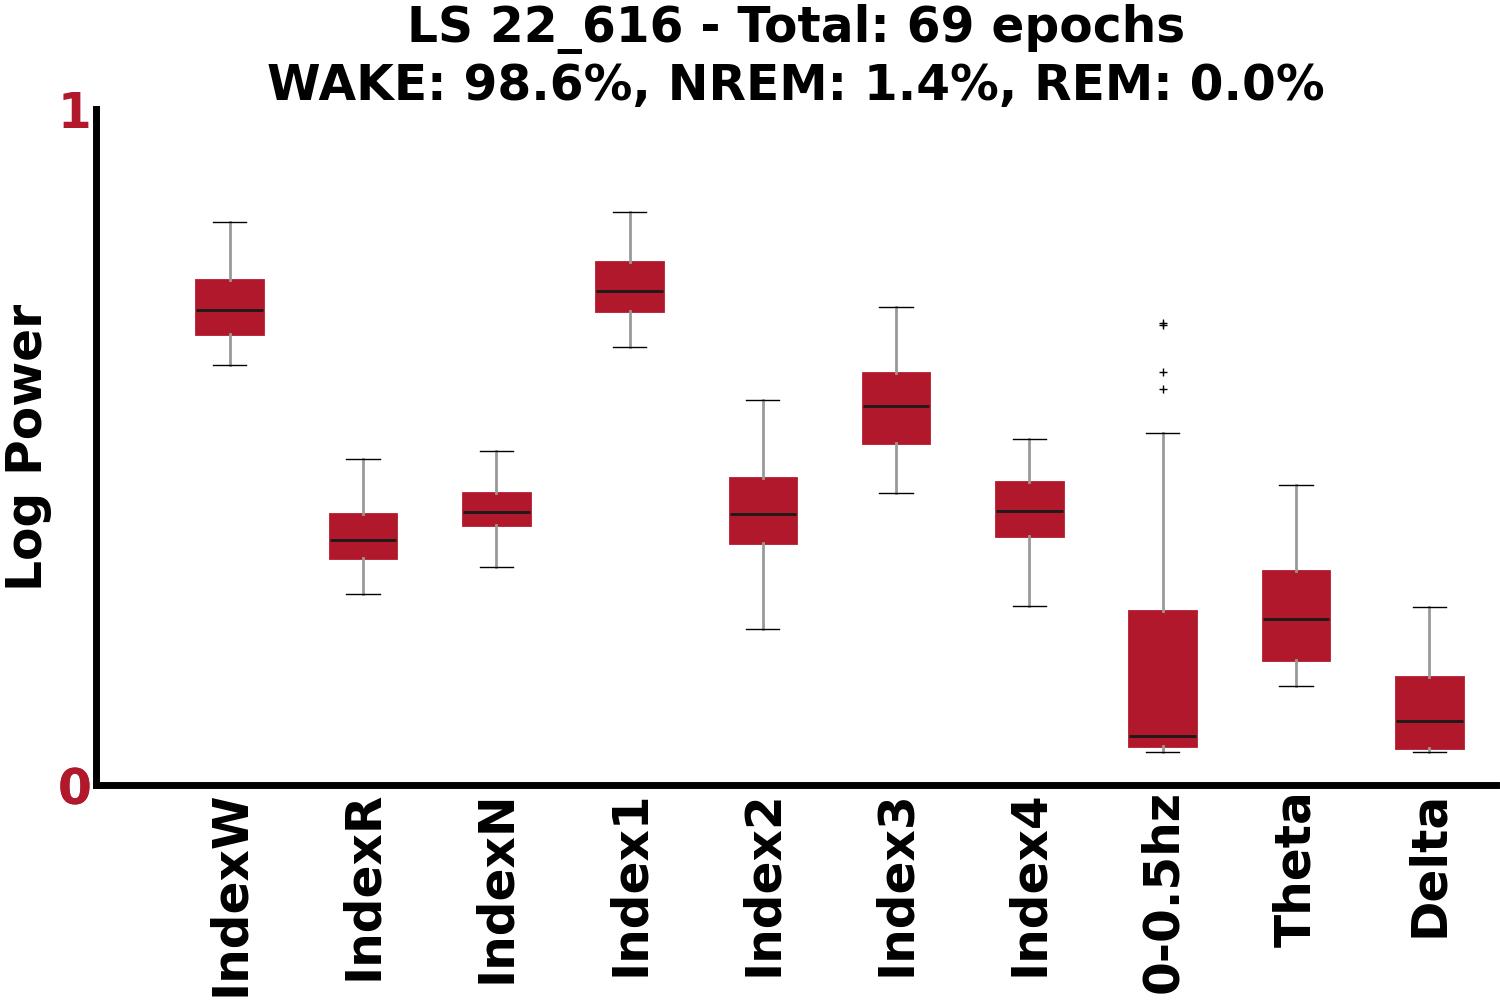 LS 22_616 - Total: 69 epochs
WAKE: 98.6%, NREM: 1.4%, REM: 0.0%
1
Log Power
0
IndexW
IndexR
IndexN
Index1
Index2
Index3
Index4
0-0.5hz
Theta
Delta